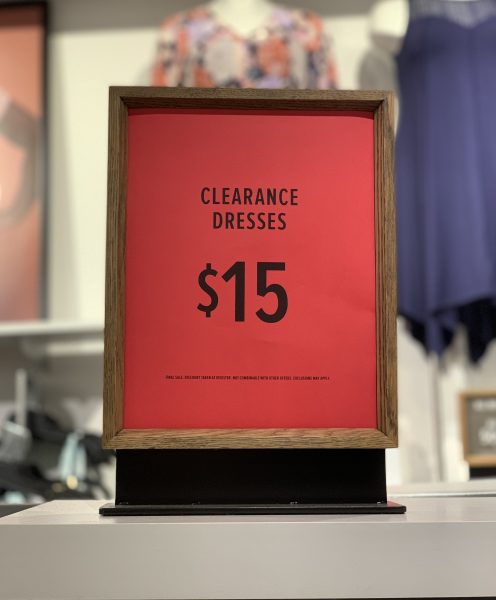 CLEARANCE
DRESSES
$15
FINAL SALE. DISCOUNT TAKEN AT REGISTER. NOT COMBINABLE WITH OTHER OFFERS. EXCLUSIONS MAY APPLY.